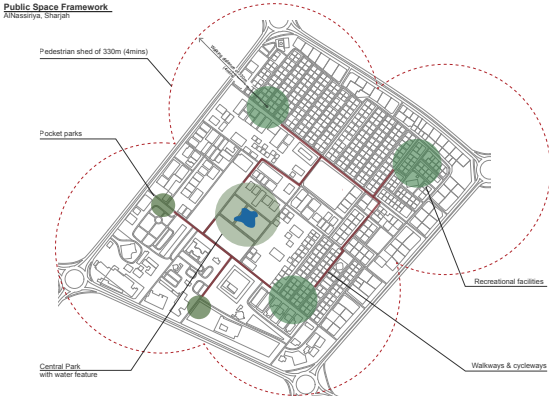 Public Space Framework
AlNassiriya, Sharjah
Pedestrian shed of 330m (4mins)
Pocket parks
Recreational facilities
Central Park
with water feature
Walkways & cycleways